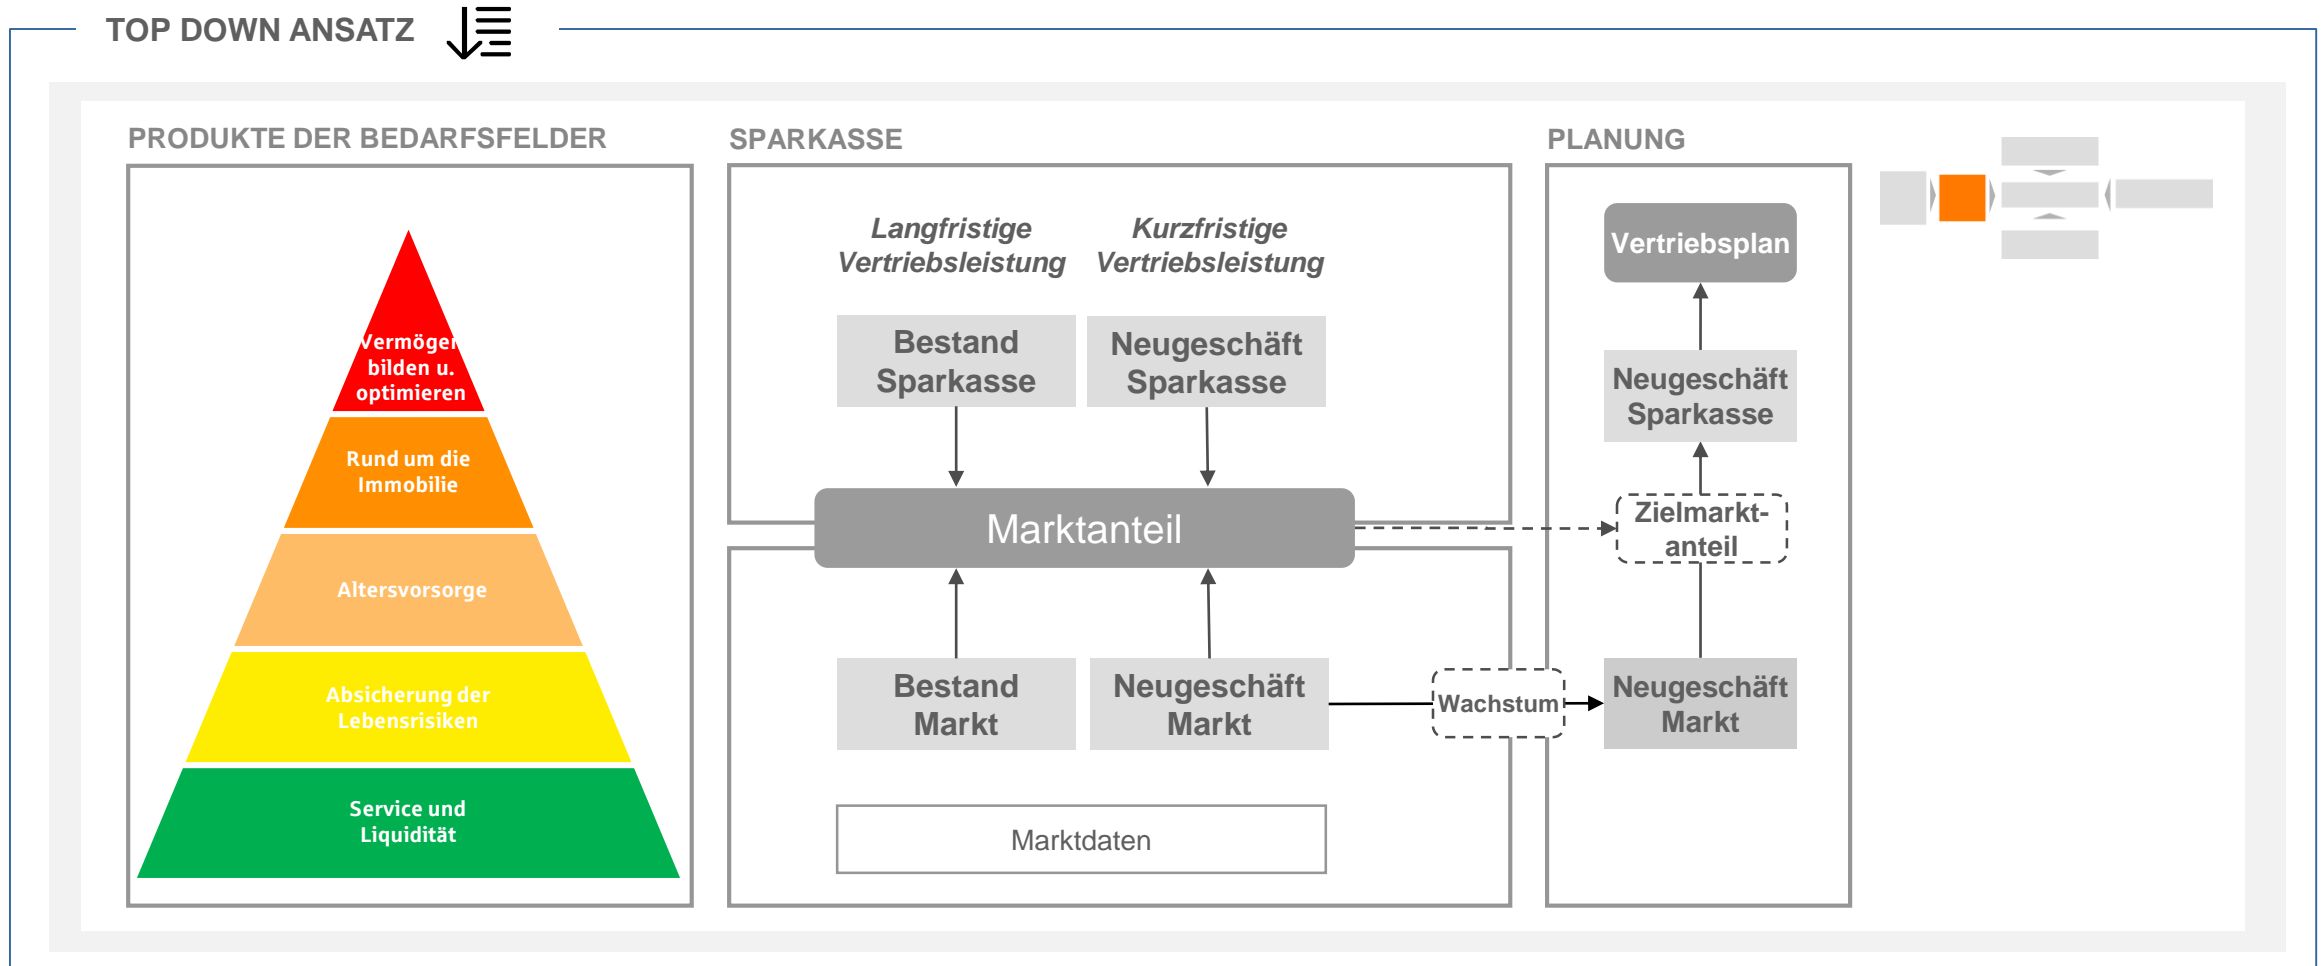 TOP DOWN ANSATZ
PRODUKTE DER BEDARFSFELDER
Vermögen
bilden u.
optimieren
Rund um die
Immobilie
Altersvorsorge
Absicherung der
Lebensrisiken
Service und
Liquidität
SPARKASSE
Langfristige
Vertriebsleistung
Kurzfristige
Vertriebsleistung
Bestand
Sparkasse
Neugeschäft
Sparkasse
Marktanteil
Bestand
Markt
Neugeschäft
Markt
Wachstum
Marktdaten
PLANUNG
Vertriebsplan
Neugeschäft
Sparkasse
Zielmarkt-
anteil
Neugeschäft
Markt